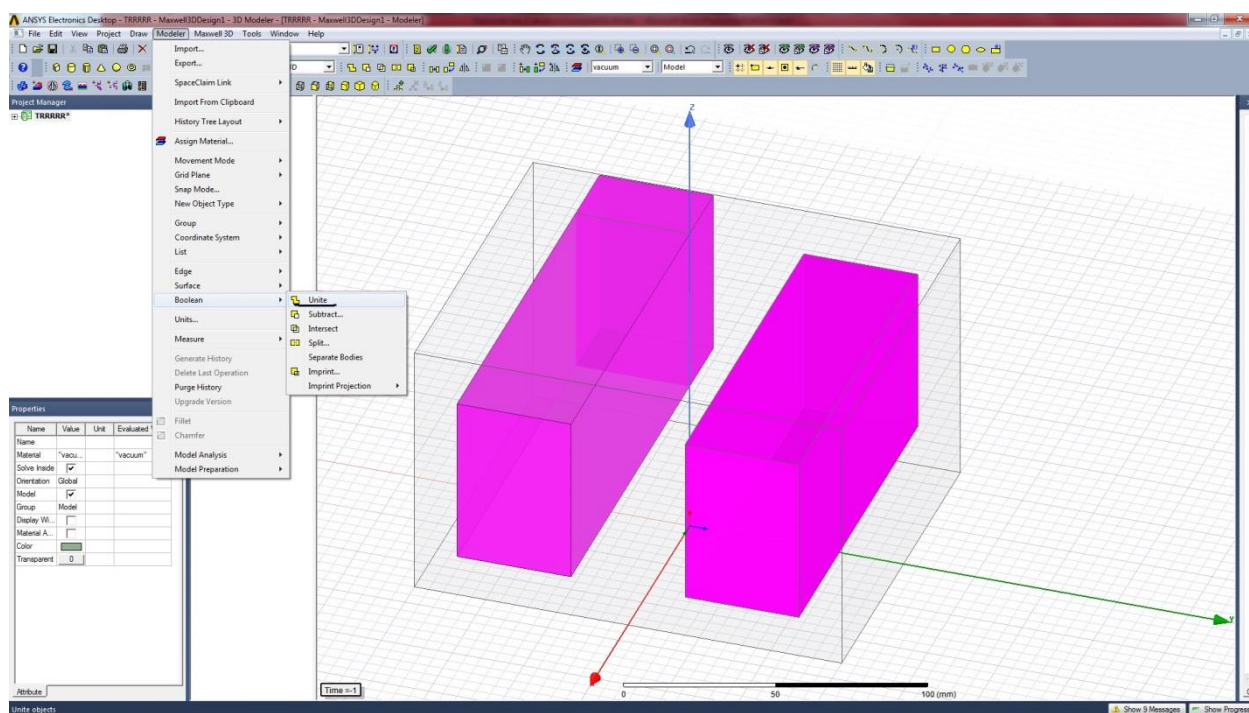 ANSYS Electronics Desktop - TRRRRR - Maxwell3DDesign1 - 3D Modeler - [TRRRRR - Maxwell3DDesign1 - Modeler]
File Edit View Project Draw Modeler Maxwell 3D Tools Window Help
vacuum Model
Project Manager
TRRRRR*
Import...
Export...
SpaceClaim Link
Import From Clipboard
History Tree Layout
Assign Material...
Movement Mode
Grid Plane
Snap Mode...
New Object Type
Group
Coordinate System
List
Edge
Surface
Boolean
Units...
Measure
Generate History
Delete Last Operation
Purge History
Upgrade Version
Fillet
Chamfer
Model Analysis
Model Preparation
Unite
Subtract...
Intersect
Split...
Separate Bodies
Imprint...
Imprint Projection
Properties
Name Value Unit Evaluated
Name
Material "vacu... "vacuum"
Solve Inside
Orientation Global
Model
Group Model
Display Wi...
Material A...
Color
Transparent 0
Attribute
Z
Y
Time =-1
0 50 100 (mm)
Unite objects
Show 9 Messages Show Progress